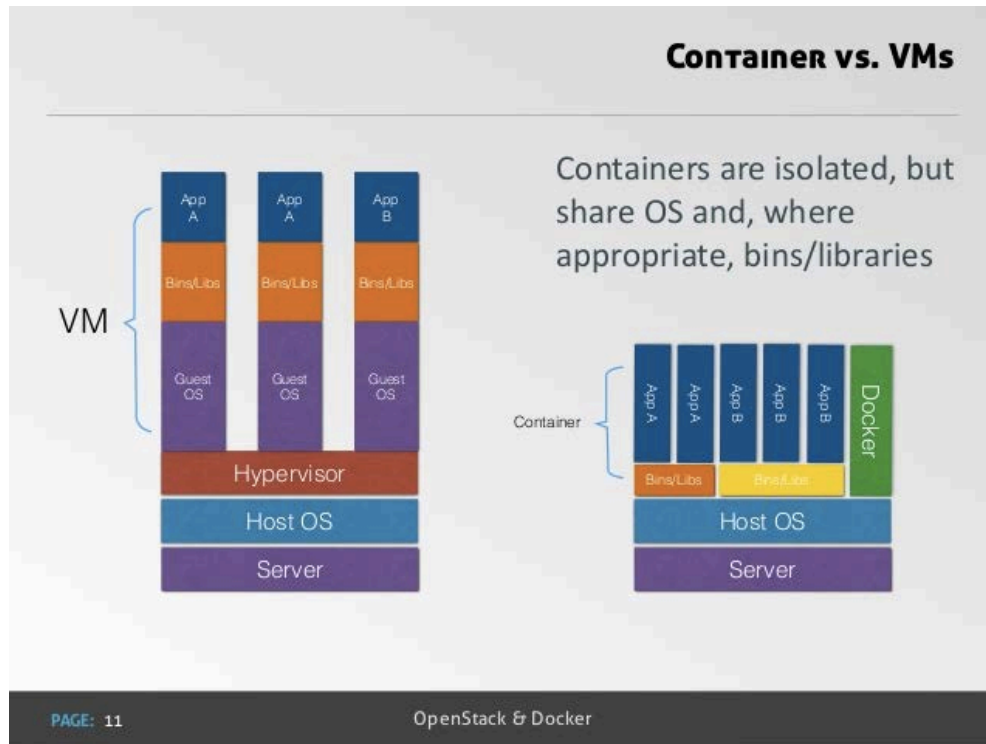 Container vs. VMs
Containers are isolated, but
share OS and, where
appropriate, bins/libraries
VM
App
A
App
A
App
B
Bins/Libs
Bins/Libs
Bins/Libs
Guest
OS
Guest
OS
Guest
OS
Hypervisor
Host OS
Server
Container
App A
App A
App B
App B
App B
Docker
Bins/Libs
Bins/Libs
Host OS
Server
PAGE: 11
OpenStack & Docker